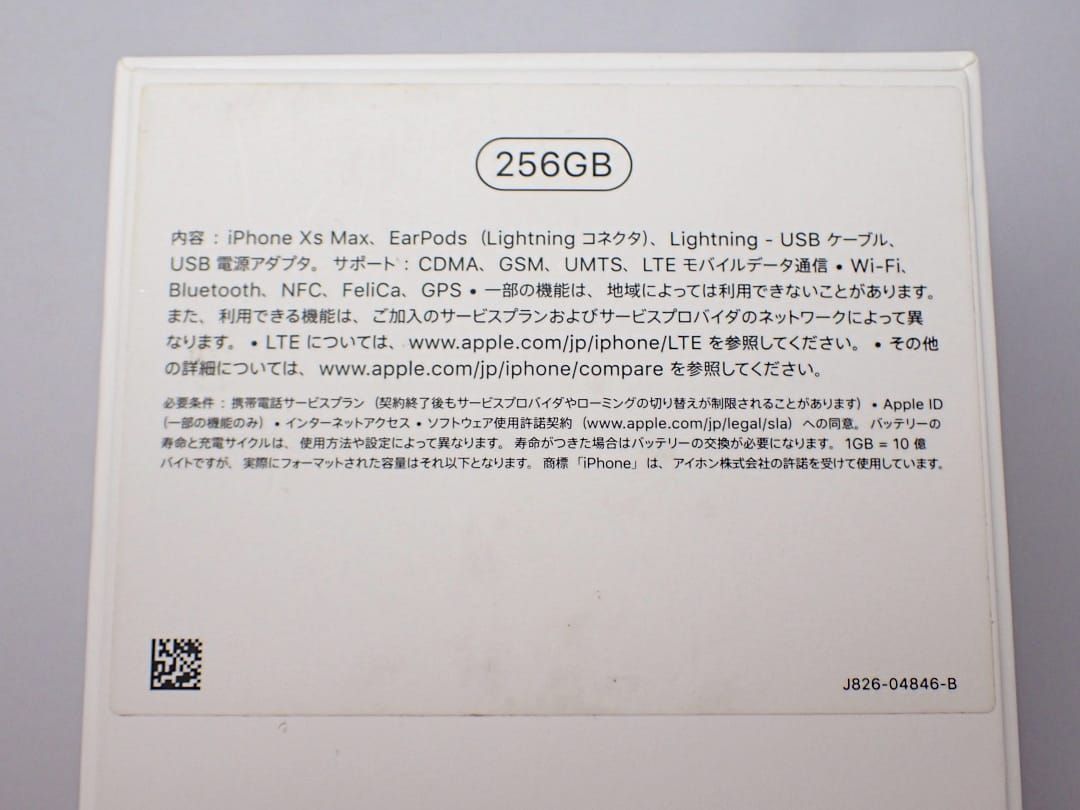 256GB
内容：iPhone Xs Max、EarPods（Lightning コネクタ）、Lightning - USB ケーブル、
USB 電源アダプタ。サポート：CDMA、GSM、UMTS、LTE モバイルデータ通信 • Wi-Fi、
Bluetooth、NFC、FeliCa、GPS • 一部の機能は、地域によっては利用できないことがあります。
また、利用できる機能は、ご加入のサービスプランおよびサービスプロバイダのネットワークによって異
なります。• LTE については、www.apple.com/jp/iphone/LTE を参照してください。• その他
の詳細については、www.apple.com/jp/iphone/compare を参照してください。
必要条件：携帯電話サービスプラン（契約終了後もサービスプロバイダやローミングの切り替えが制限されることがあります）• Apple ID
（一部の機能のみ）• インターネットアクセス • ソフトウェア使用許諾契約（www.apple.com/jp/legal/sla）への同意。バッテリーの
寿命と充電サイクルは、使用方法や設定によって異なります。寿命がつきた場合はバッテリーの交換が必要になります。1GB = 10 億
バイトですが、実際にフォーマットされた容量はそれ以下となります。商標「iPhone」は、アイホン株式会社の許諾を受けて使用しています。
J826-04846-B